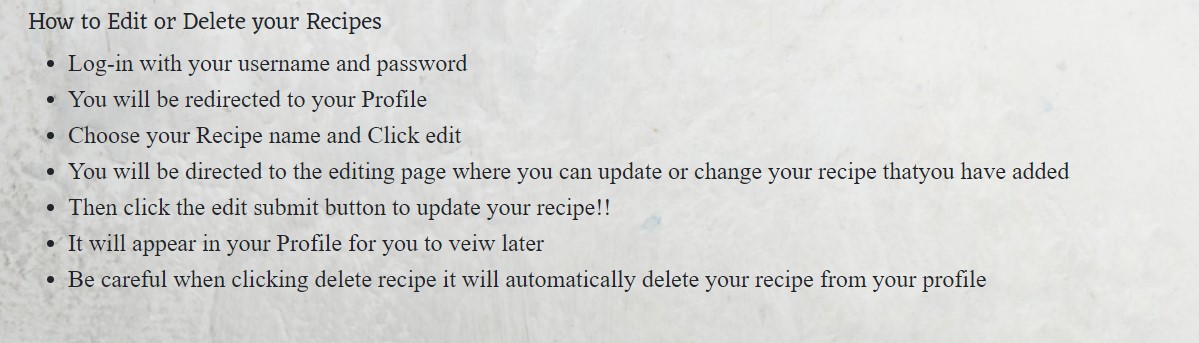 How to Edit or Delete your Recipes
• Log-in with your username and password
• You will be redirected to your Profile
• Choose your Recipe name and Click edit
• You will be directed to the editing page where you can update or change your recipe thatyou have added
• Then click the edit submit button to update your recipe!!
• It will appear in your Profile for you to veiw later
• Be careful when clicking delete recipe it will automatically delete your recipe from your profile